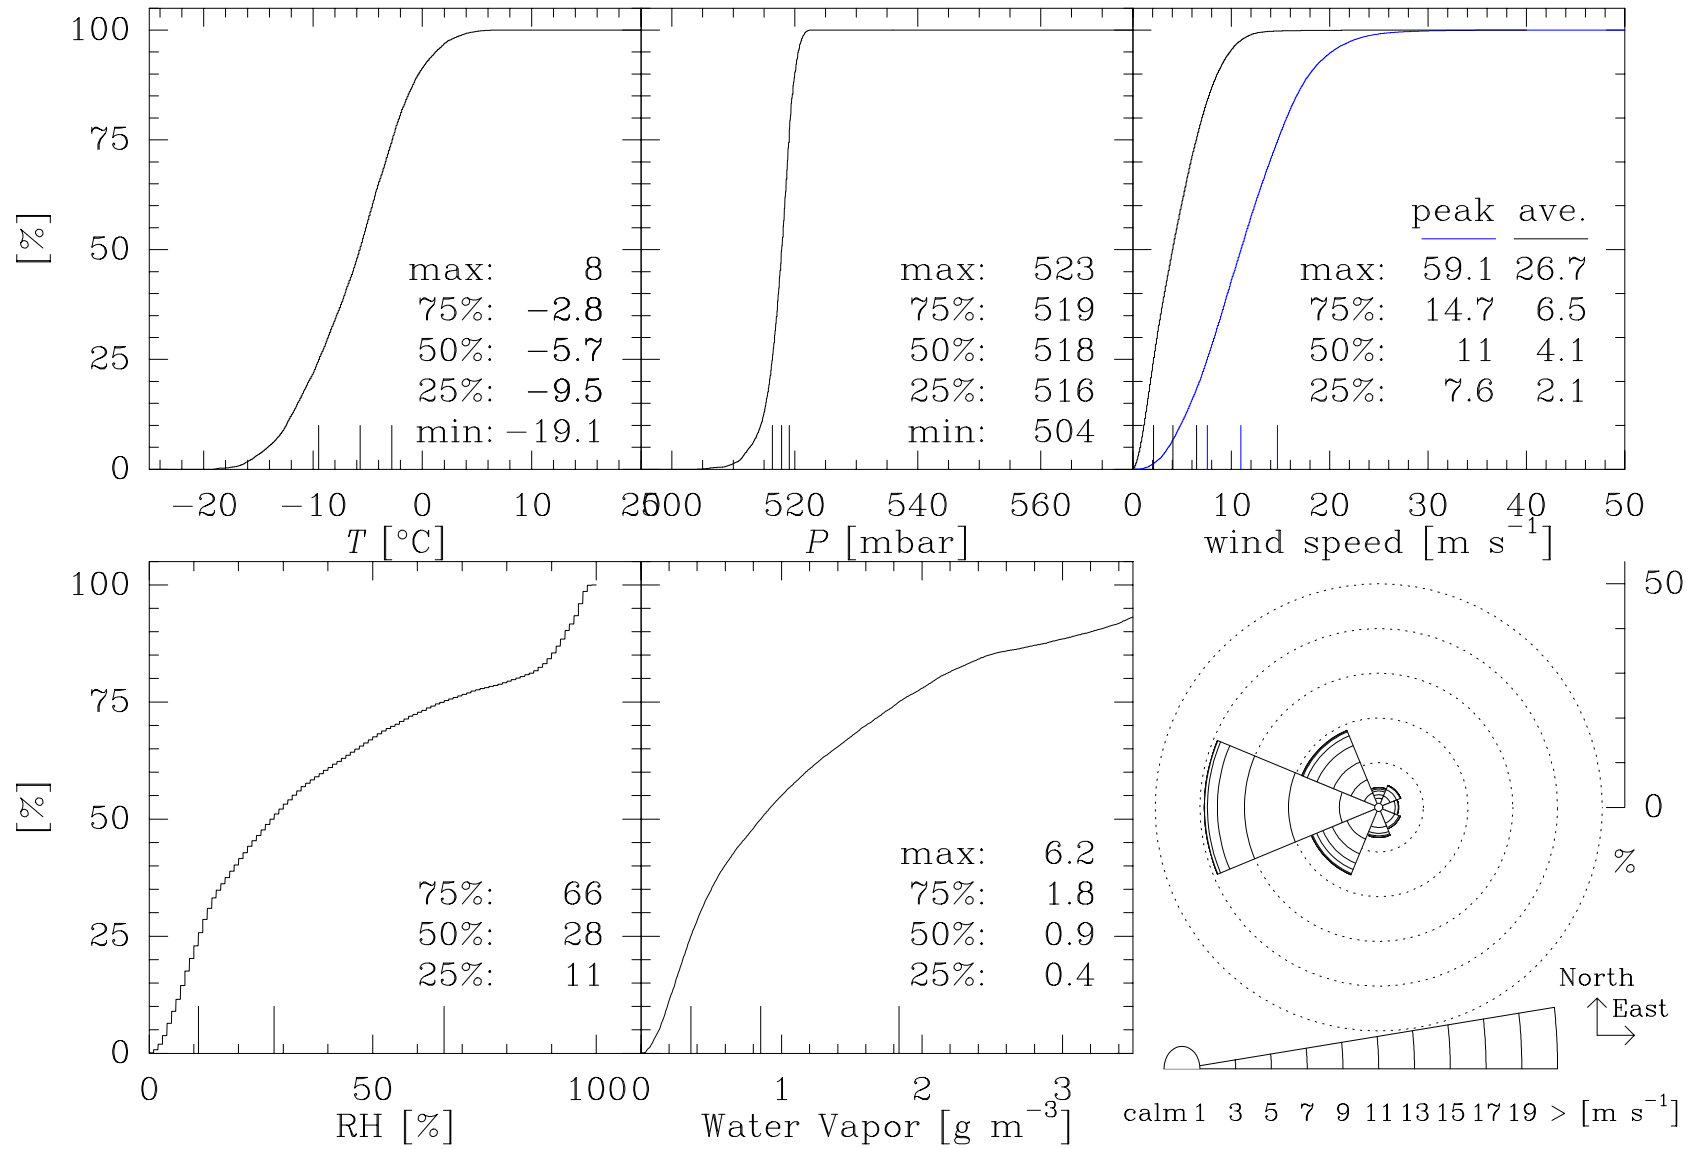 100
75
[%]
50
25
0
max: 8
75%: −2.8
50%: −5.7
25%: −9.5
min: −19.1
−20 −10 0 10 20
T [°C]
max: 523
75%: 519
50%: 518
25%: 516
min: 504
500 520 540 560
P [mbar]
peak ave.
max: 59.1 26.7
75%: 14.7 6.5
50%: 11 4.1
25%: 7.6 2.1
0 10 20 30 40 50
wind speed [m s⁻¹]
100
75
[%]
50
25
0
75%: 66
50%: 28
25%: 11
0 50 100
RH [%]
max: 6.2
75%: 1.8
50%: 0.9
25%: 0.4
0 1 2 3
Water Vapor [g m⁻³]
50
0
%
North
East
calm 1 3 5 7 9 11 13 15 17 19 > [m s⁻¹]